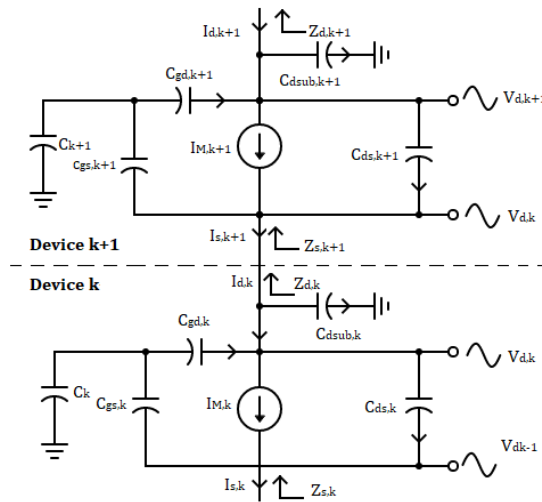 Id,k+1
Zd,k+1
Cgd,k+1
Cdsub,k+1
Vd,k+1
Ck+1
cgs,k+1
IM,k+1
Cds,k+1
Vd,k
Is,k+1
Zs,k+1
Device k+1
Device k
Id,k
Zd,k
Cgd,k
Cdsub,k
Vd,k
Ck
Cgs,k
IM,k
Cds,k
Vdk-1
Is,k
Zs,k